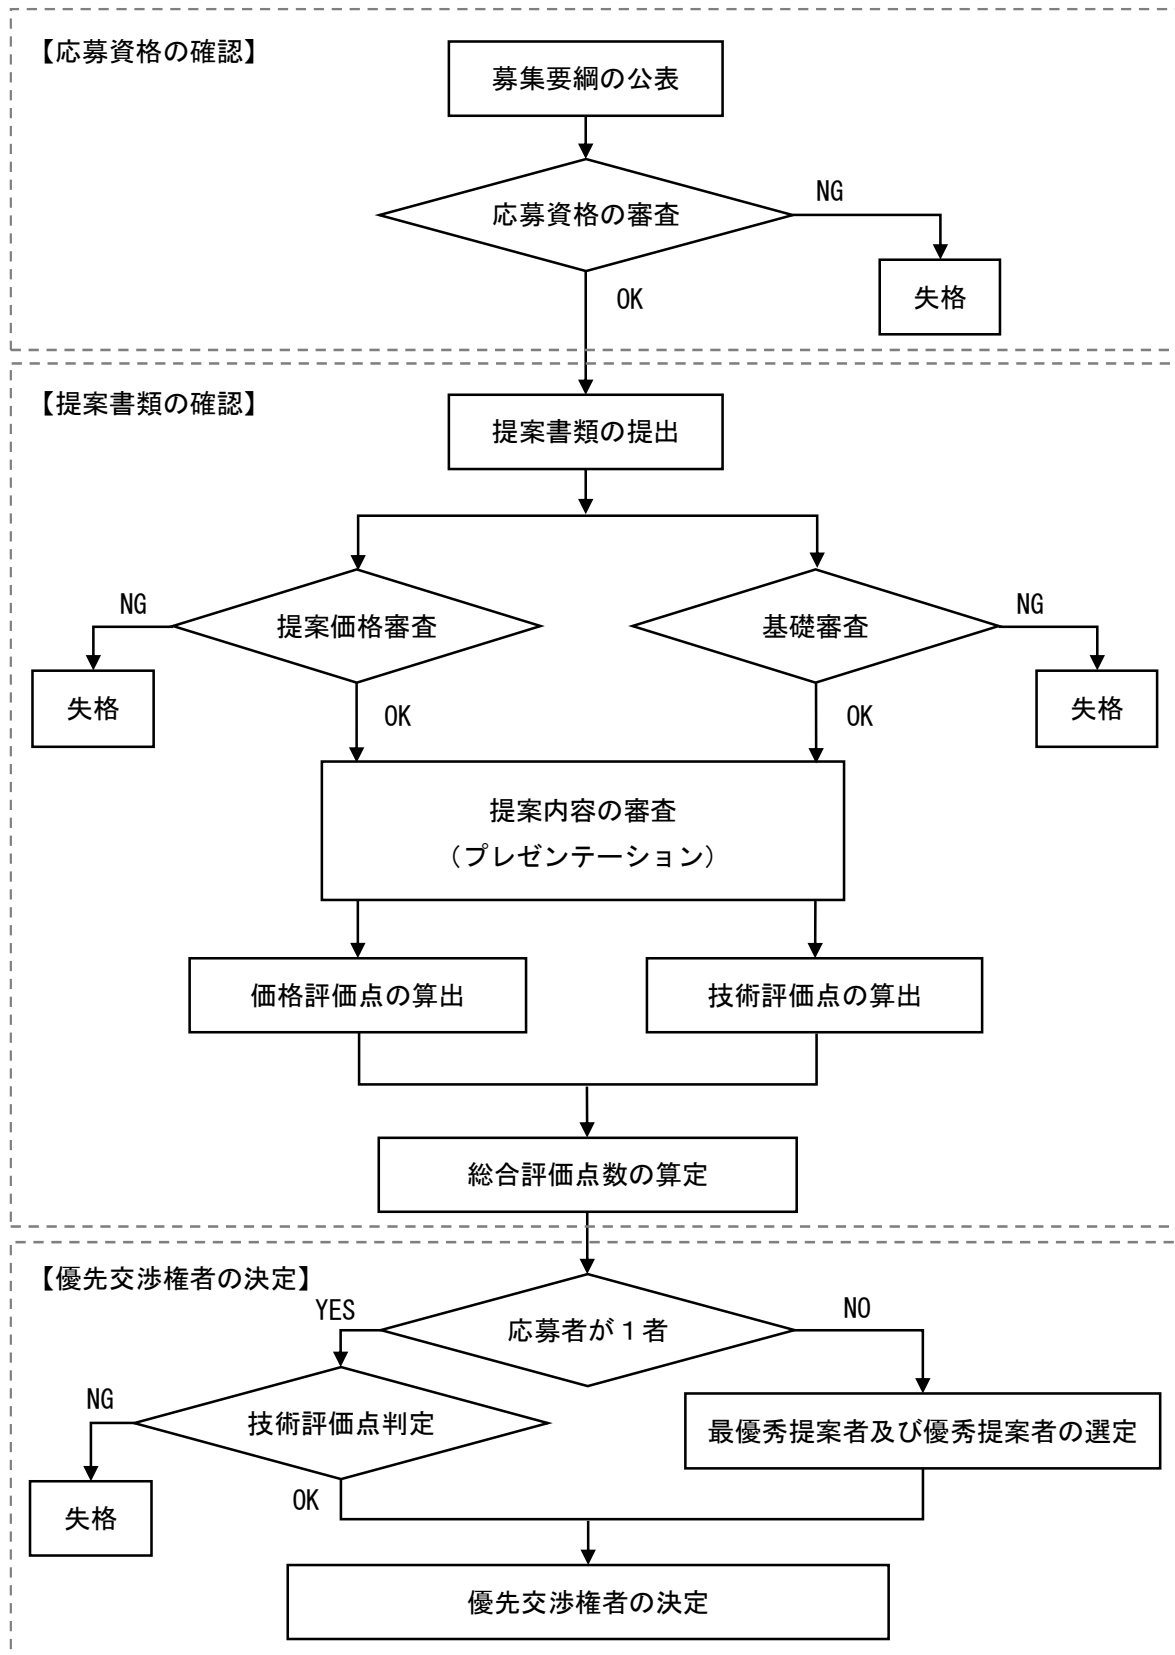 【応募資格の確認】
募集要綱の公表
応募資格の審査
NG
失格
OK
【提案書類の確認】
提案書類の提出
提案価格審査
NG
失格
OK
基礎審査
NG
失格
OK
提案内容の審査
（プレゼンテーション）
価格評価点の算出
技術評価点の算出
総合評価点数の算定
【優先交渉権者の決定】
応募者が１者
YES
NO
技術評価点判定
NG
失格
OK
最優秀提案者及び優秀提案者の選定
優先交渉権者の決定